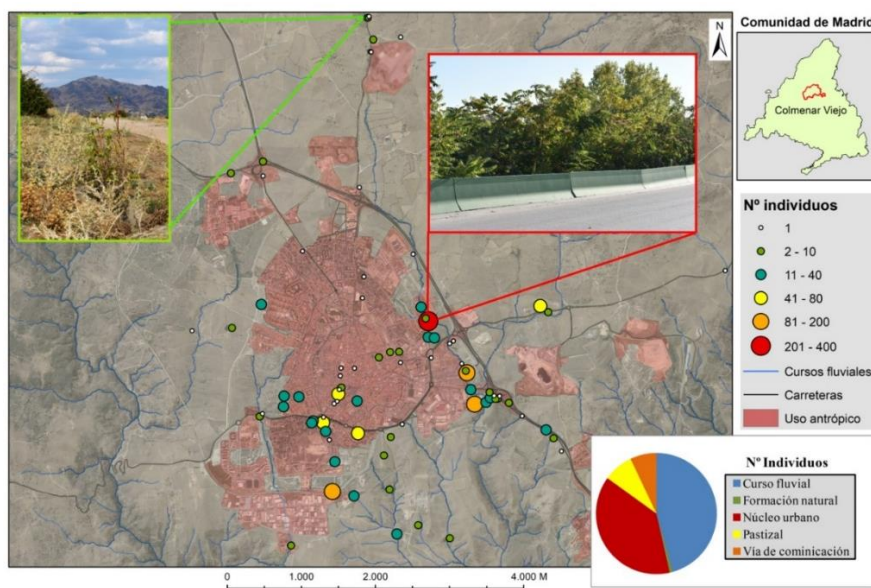 N
Comunidad de Madrid
Colmenar Viejo
Nº individuos
1
2 - 10
11 - 40
41 - 80
81 - 200
201 - 400
Cursos fluviales
Carreteras
Uso antrópico
Nº Individuos
Curso fluvial
Formación natural
Núcleo urbano
Pastizal
Vía de cominicación
0 1.000 2.000 4.000 M